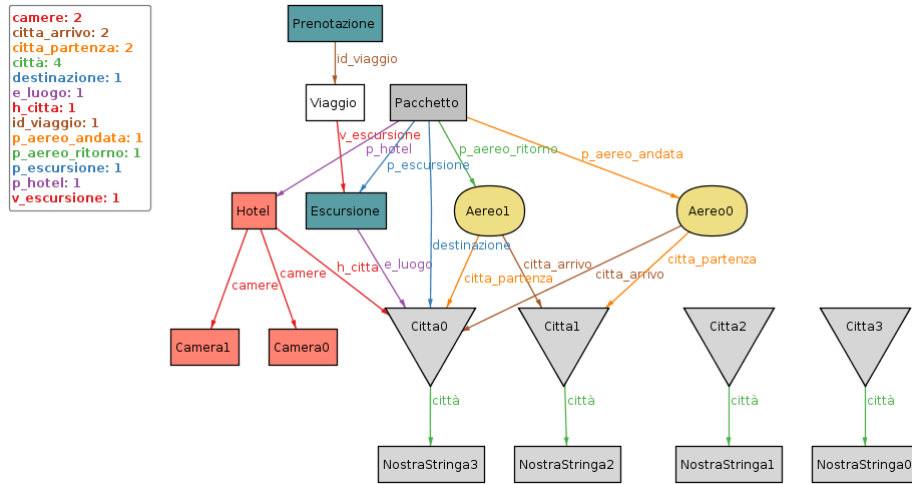 camere: 2
citta_arrivo: 2
citta_partenza: 2
città: 4
destinazione: 1
e_luogo: 1
h_citta: 1
id_viaggio: 1
p_aereo_andata: 1
p_aereo_ritorno: 1
p_escursione: 1
p_hotel: 1
v_escursione: 1
Prenotazione
id_viaggio
Viaggio
Pacchetto
v_escursione
p_hotel
p_aereo_ritorno
p_aereo_andata
p_escursione
Hotel
Escursione
Aereo1
Aereo0
destinazione
h_citta
e_luogo
citta_arrivo
citta_partenza
camere
camere
citta_partenza
citta_arrivo
Citta0
Citta1
Citta2
Citta3
Camera1
Camera0
città
città
città
città
NostraStringa3
NostraStringa2
NostraStringa1
NostraStringa0